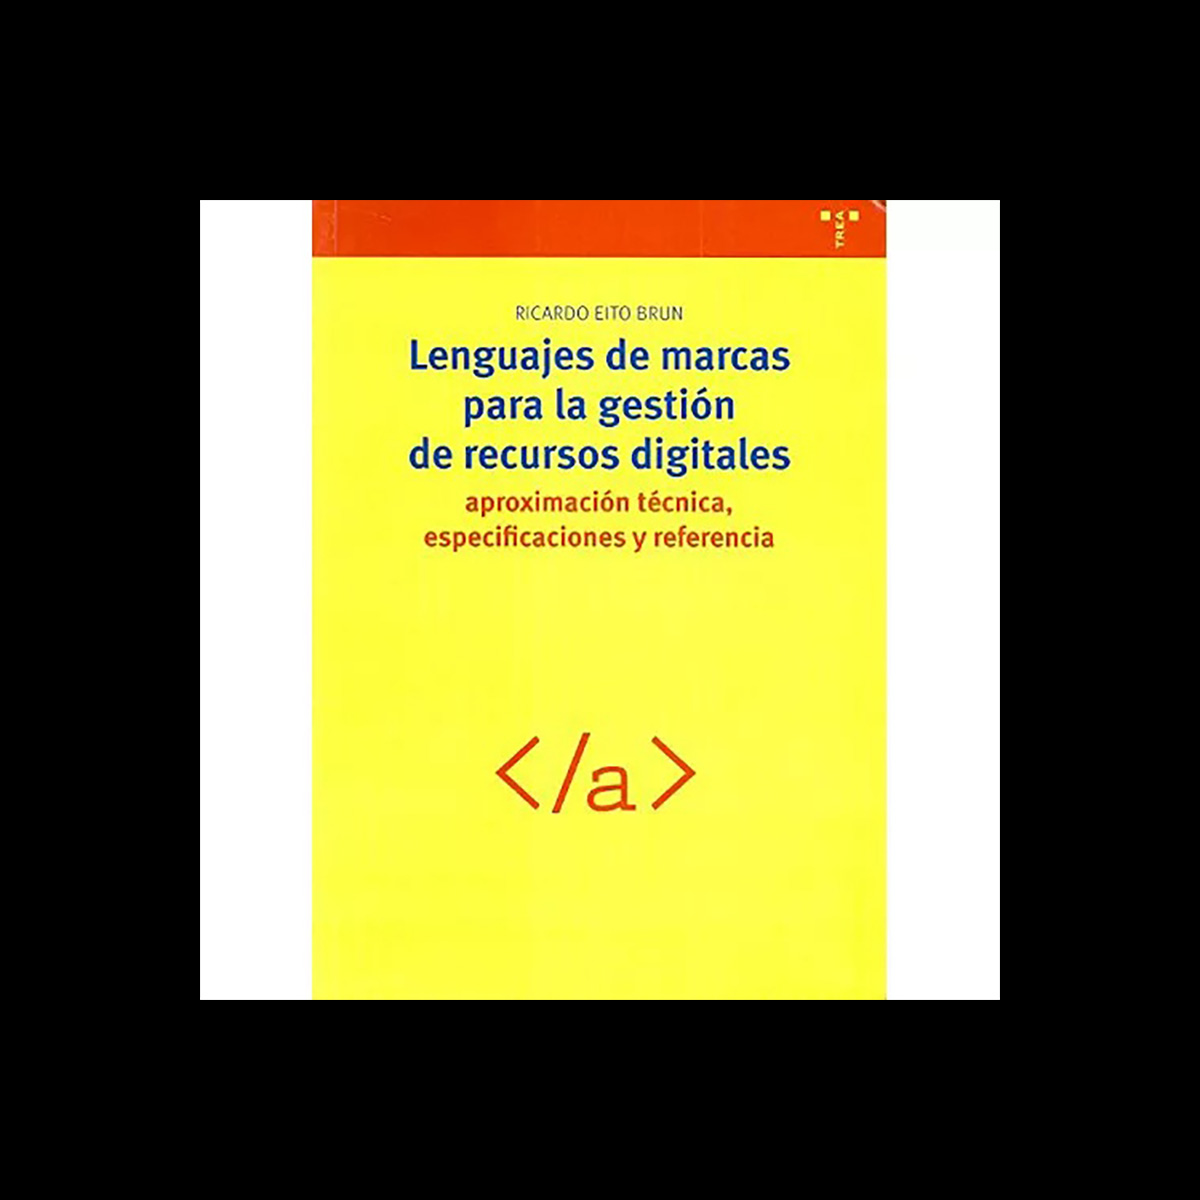 TREA
RICARDO EITO BRUN
Lenguajes de marcas
para la gestión
de recursos digitales
aproximación técnica,
especificaciones y referencia
</a>